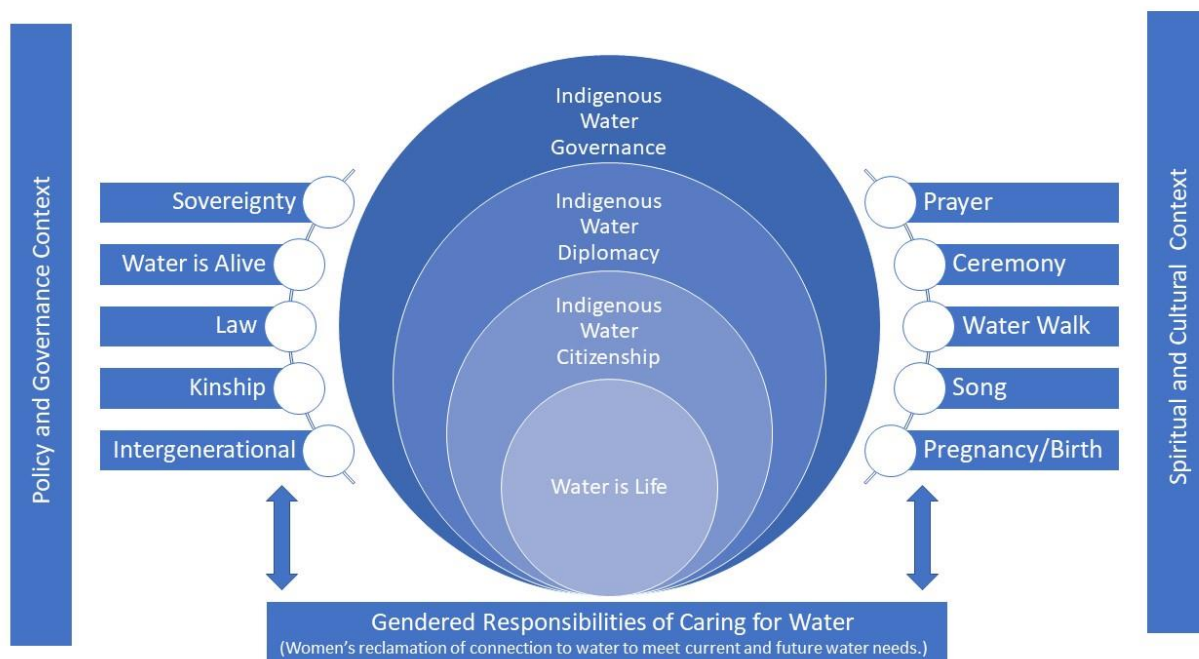 Policy and Governance Context
Sovereignty
Water is Alive
Law
Kinship
Intergenerational
Indigenous
Water
Governance
Indigenous
Water
Diplomacy
Indigenous
Water
Citizenship
Water is Life
Prayer
Ceremony
Water Walk
Song
Pregnancy/Birth
Spiritual and Cultural Context
Gendered Responsibilities of Caring for Water
(Women’s reclamation of connection to water to meet current and future water needs.)